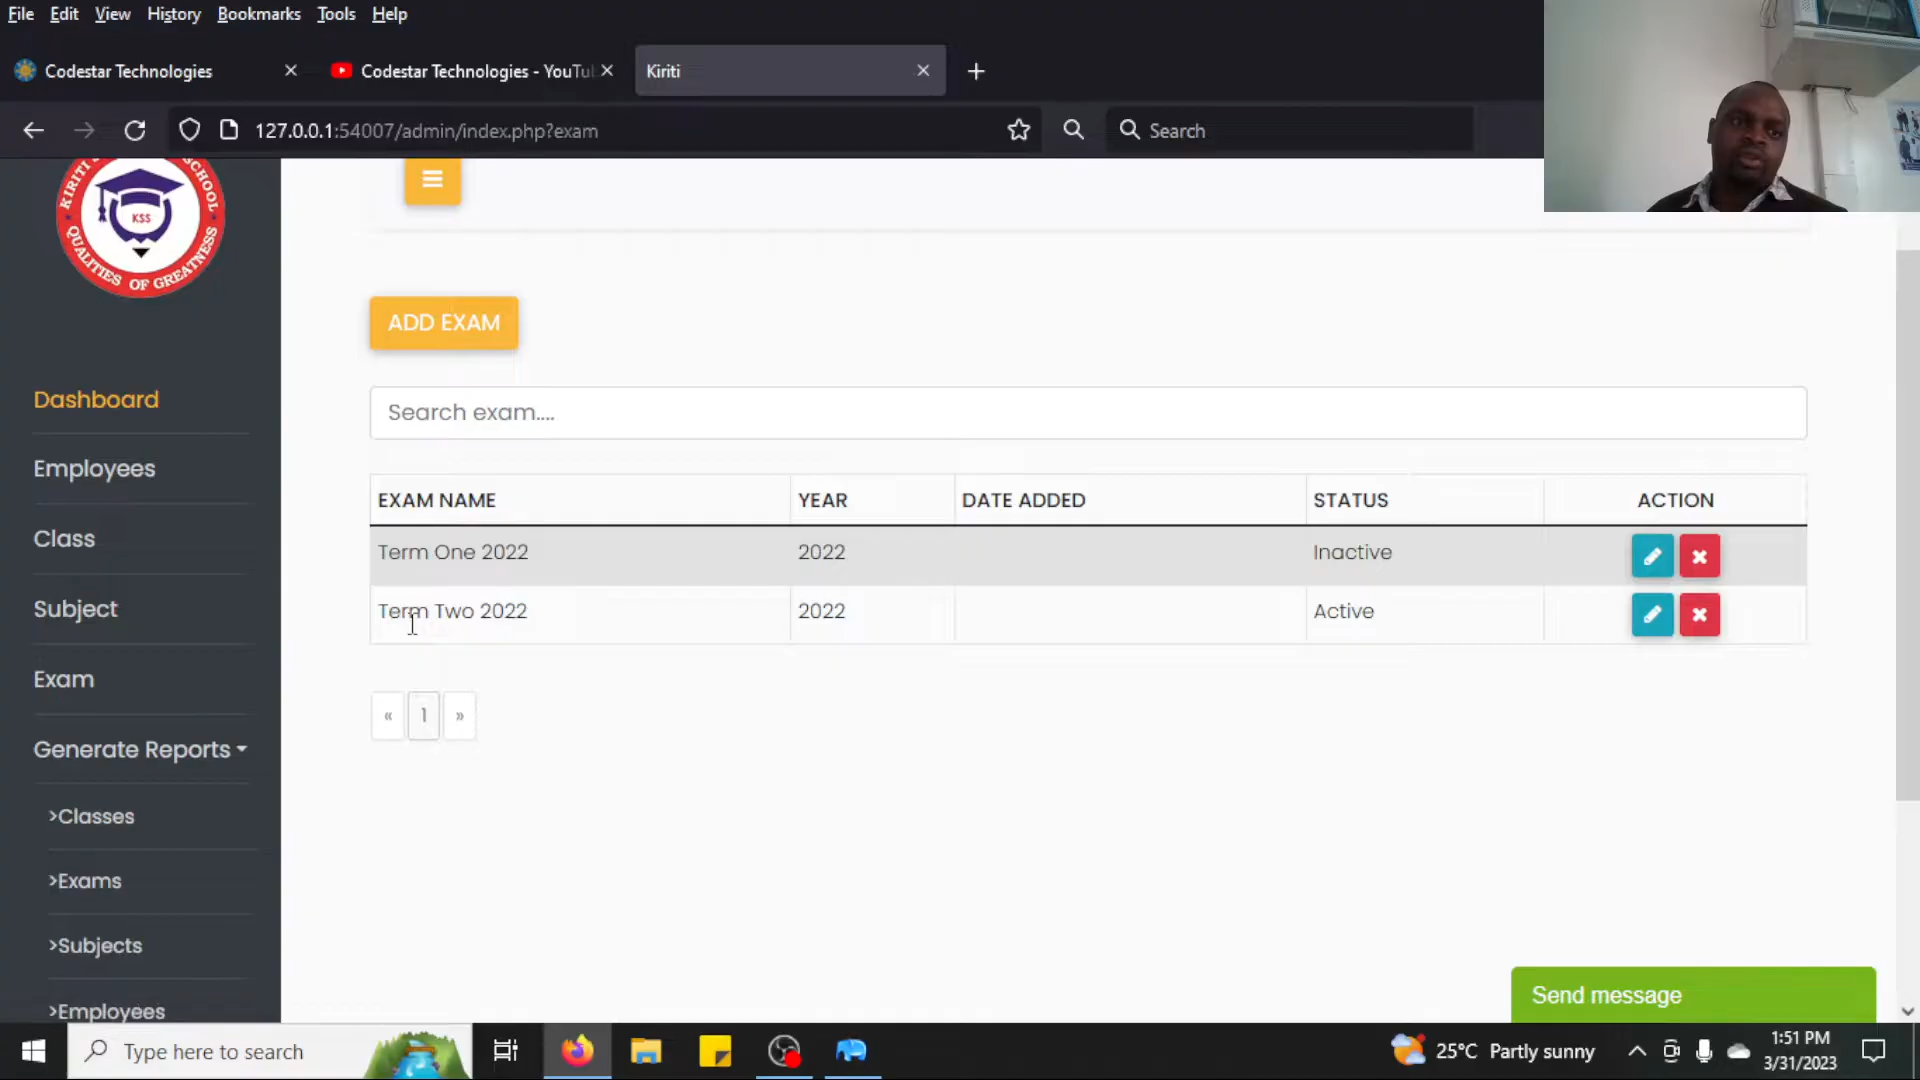 File Edit View History Bookmarks Tools Help
Codestar Technologies
Codestar Technologies - YouTu
Kiriti
127.0.0.1:54007/admin/index.php?exam
Search
KIRITI
SCHOOL
KSS
QUALITIES OF GREATNESS
ADD EXAM
Search exam....
Dashboard
Employees
Class
Subject
Exam
Generate Reports
>Classes
>Exams
>Subjects
>Employees
EXAM NAME YEAR DATE ADDED STATUS ACTION
Term One 2022 2022 Inactive
Term Two 2022 2022 Active
« 1 »
Send message
Type here to search
25°C Partly sunny
1:51 PM
3/31/2023